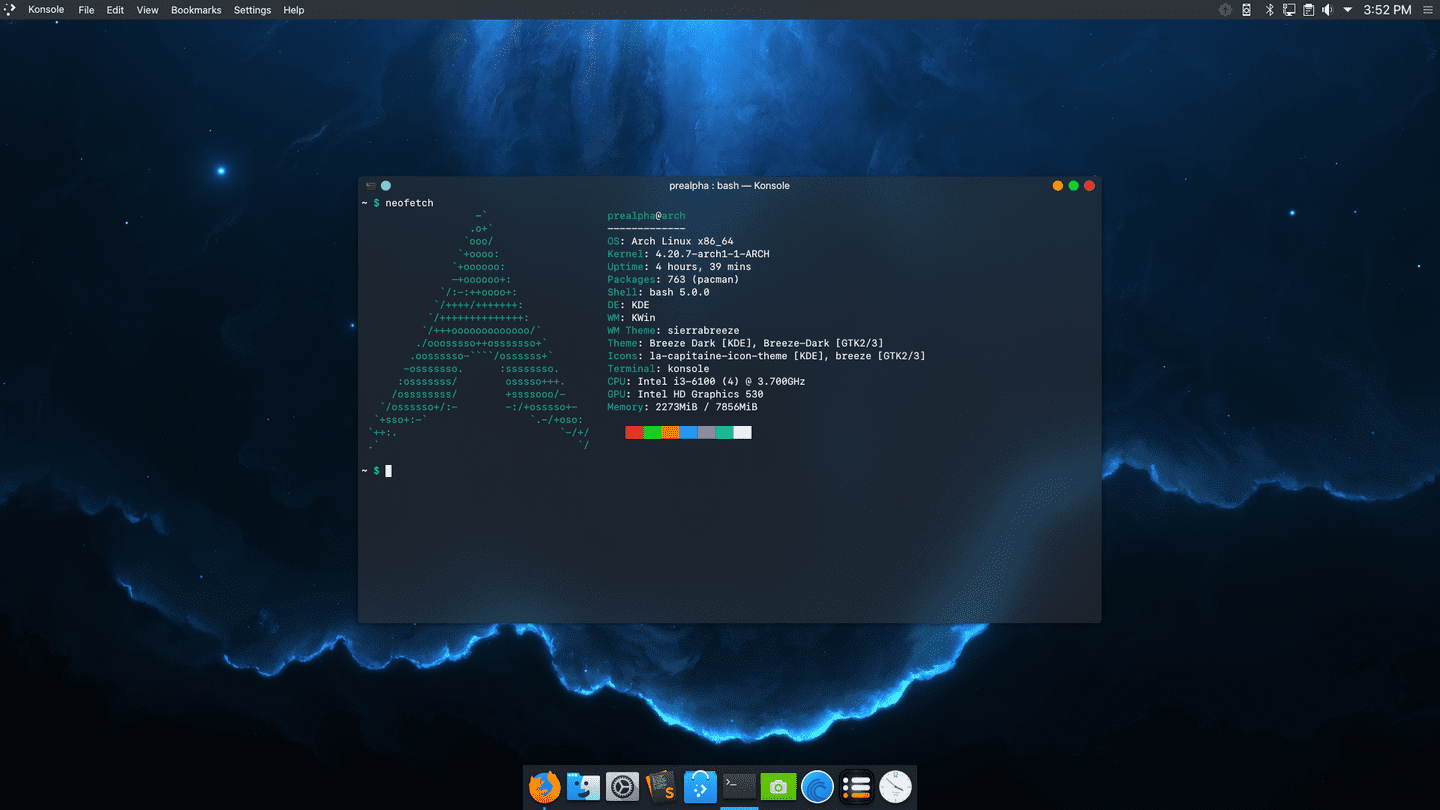 Konsole File Edit View Bookmarks Settings Help 3:52 PM
prealpha : bash — Konsole
~ $ neofetch
-`
.o+`
`ooo/
`+oooo:
`+oooooo:
-+oooooo+:
`/:-:++oooo+:
`/++++/+++++++:
`/++++++++++++++:
`/+++ooooooooooooo/`
./ooosssso++osssssso+`
.oossssso-````/ossssss+`
-osssssso. :ssssssso.
:osssssss/ osssso+++.
/ossssssss/ +ssssooo/-
`/ossssso+/:- -:/+osssso+-
`+sso+:-` `.-/+oso:
`++:. `-/+/
.` `/
prealpha@arch
-------------
OS: Arch Linux x86_64
Kernel: 4.20.7-arch1-1-ARCH
Uptime: 4 hours, 39 mins
Packages: 763 (pacman)
Shell: bash 5.0.0
DE: KDE
WM: KWin
WM Theme: sierrabreeze
Theme: Breeze Dark [KDE], Breeze-Dark [GTK2/3]
Icons: la-capitaine-icon-theme [KDE], breeze [GTK2/3]
Terminal: konsole
CPU: Intel i3-6100 (4) @ 3.700GHz
GPU: Intel HD Graphics 530
Memory: 2273MiB / 7856MiB
~ $